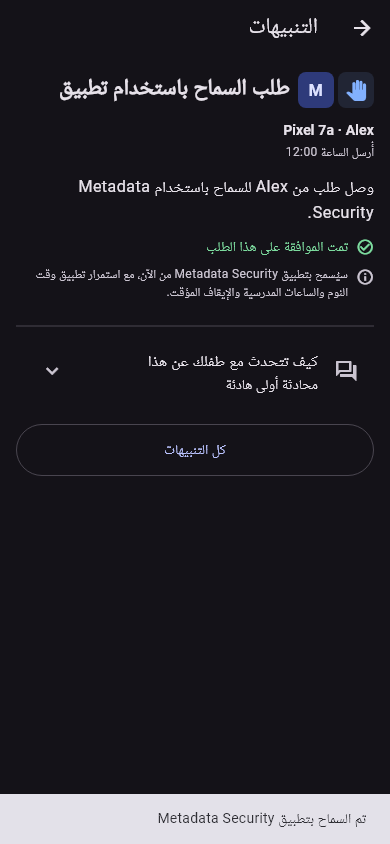 التنبيهات
M
طلب السماح باستخدام تطبيق
Pixel 7a · Alex
أُرسل الساعة 12:00
وصل طلب من Alex للسماح باستخدام Metadata
Security.
تمت الموافقة على هذا الطلب
سيُسمح بتطبيق Metadata Security من الآن، مع استمرار تطبيق وقت
النوم والساعات المدرسية والإيقاف المؤقت.
كيف تتحدث مع طفلك عن هذا
محادثة أولى هادئة
كل التنبيهات
تم السماح بتطبيق Metadata Security